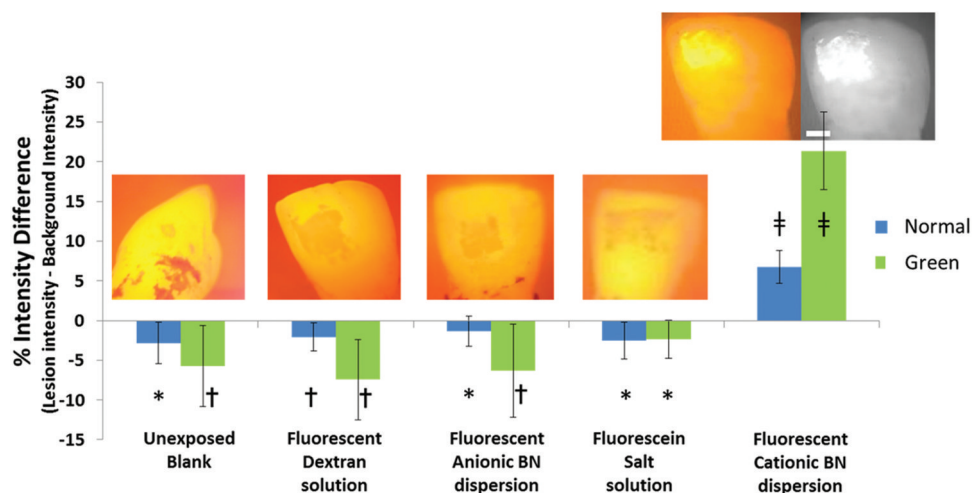 % Intensity Difference
(Lesion intensity - Background Intensity)
30
25
20
15
10
5
0
-5
-10
-15
* †
† †
* †
* *
ǂ ǂ
Normal
Green
Unexposed
Blank
Fluorescent
Dextran
solution
Fluorescent
Anionic BN
dispersion
Fluorescein
Salt
solution
Fluorescent
Cationic BN
dispersion